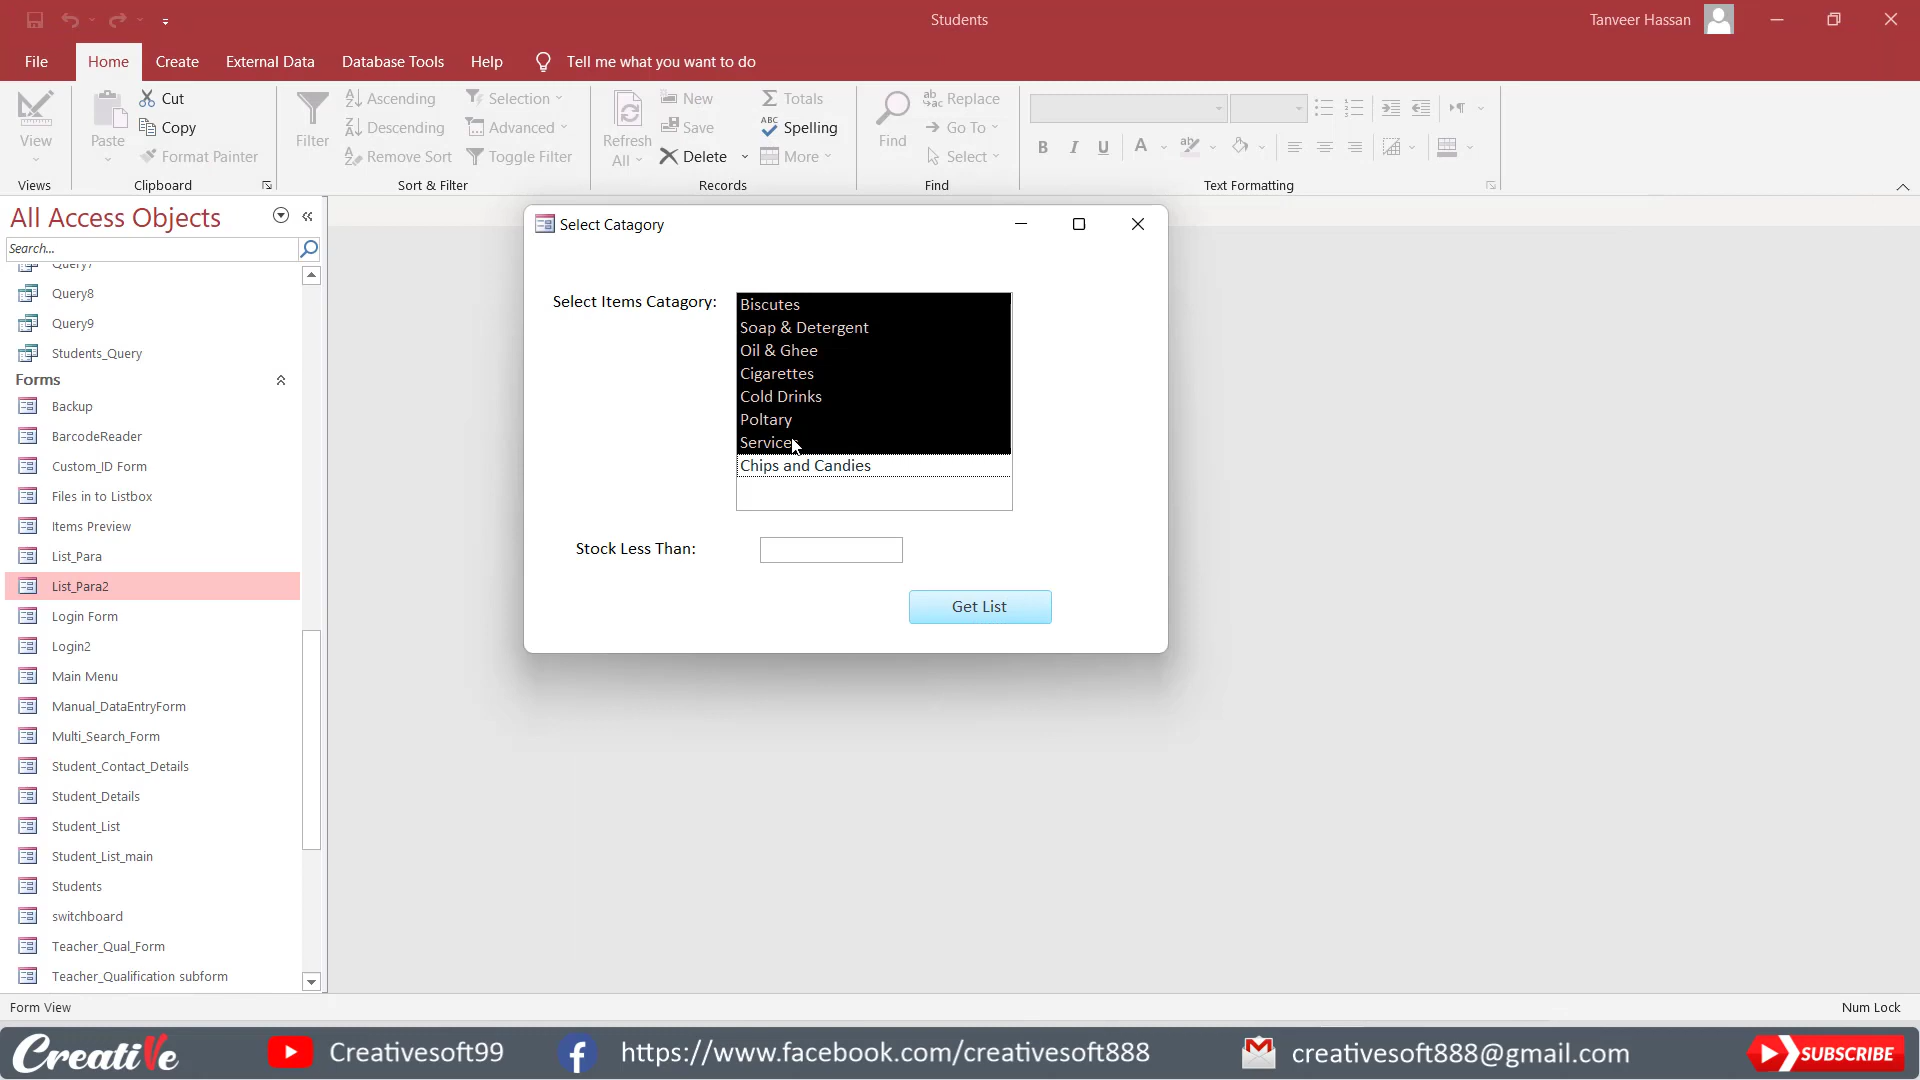 Students
Tanveer Hassan
File
Home
Create
External Data
Database Tools
Help
Tell me what you want to do
View
Views
Paste
Cut
Copy
Format Painter
Clipboard
Filter
Ascending
Descending
Remove Sort
Selection
Advanced
Toggle Filter
Sort & Filter
Refresh
All
New
Save
Delete
Totals
ABC
Spelling
More
Records
Find
Replace
Go To
Select
Find
B I U A
Text Formatting
All Access Objects
Search...
Query7
Query8
Query9
Students_Query
Forms
Backup
BarcodeReader
Custom_ID Form
Files in to Listbox
Items Preview
List_Para
List_Para2
Login Form
Login2
Main Menu
Manual_DataEntryForm
Multi_Search_Form
Student_Contact_Details
Student_Details
Student_List
Student_List_main
Students
switchboard
Teacher_Qual_Form
Teacher_Qualification subform
Select Catagory
Select Items Catagory:
Biscutes
Soap & Detergent
Oil & Ghee
Cigarettes
Cold Drinks
Poltary
Services
Chips and Candies
Stock Less Than:
Get List
Form View
Num Lock
CreatiVe
Creativesoft99
https://www.facebook.com/creativesoft888
creativesoft888@gmail.com
SUBSCRIBE